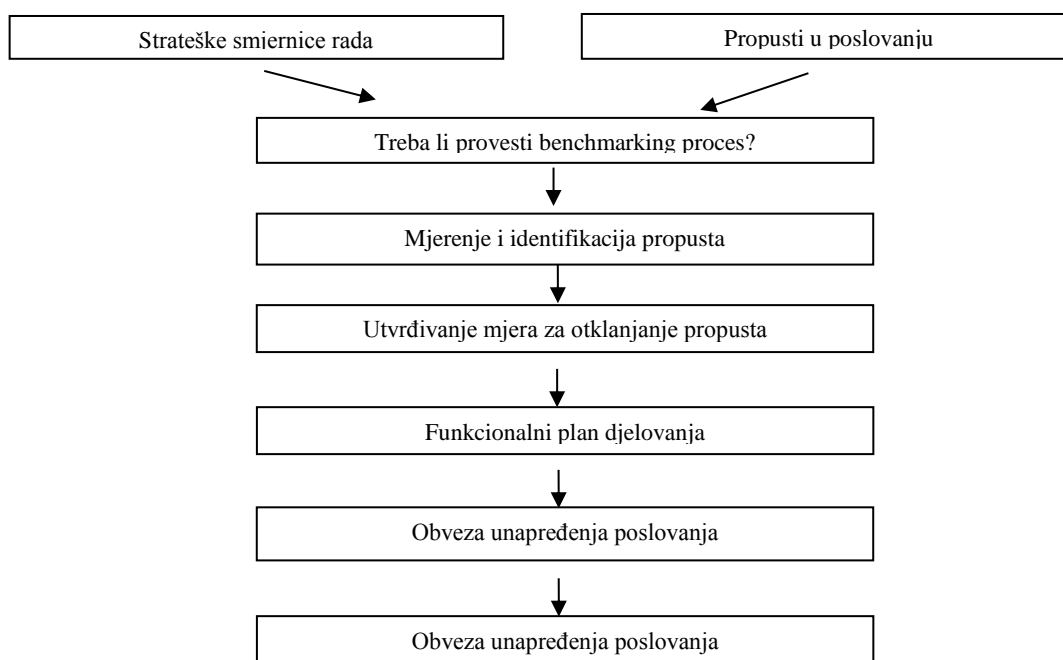 Strateške smjernice rada
Propusti u poslovanju
Treba li provesti benchmarking proces?
Mjerenje i identifikacija propusta
Utvrđivanje mjera za otklanjanje propusta
Funkcionalni plan djelovanja
Obveza unapređenja poslovanja
Obveza unapređenja poslovanja